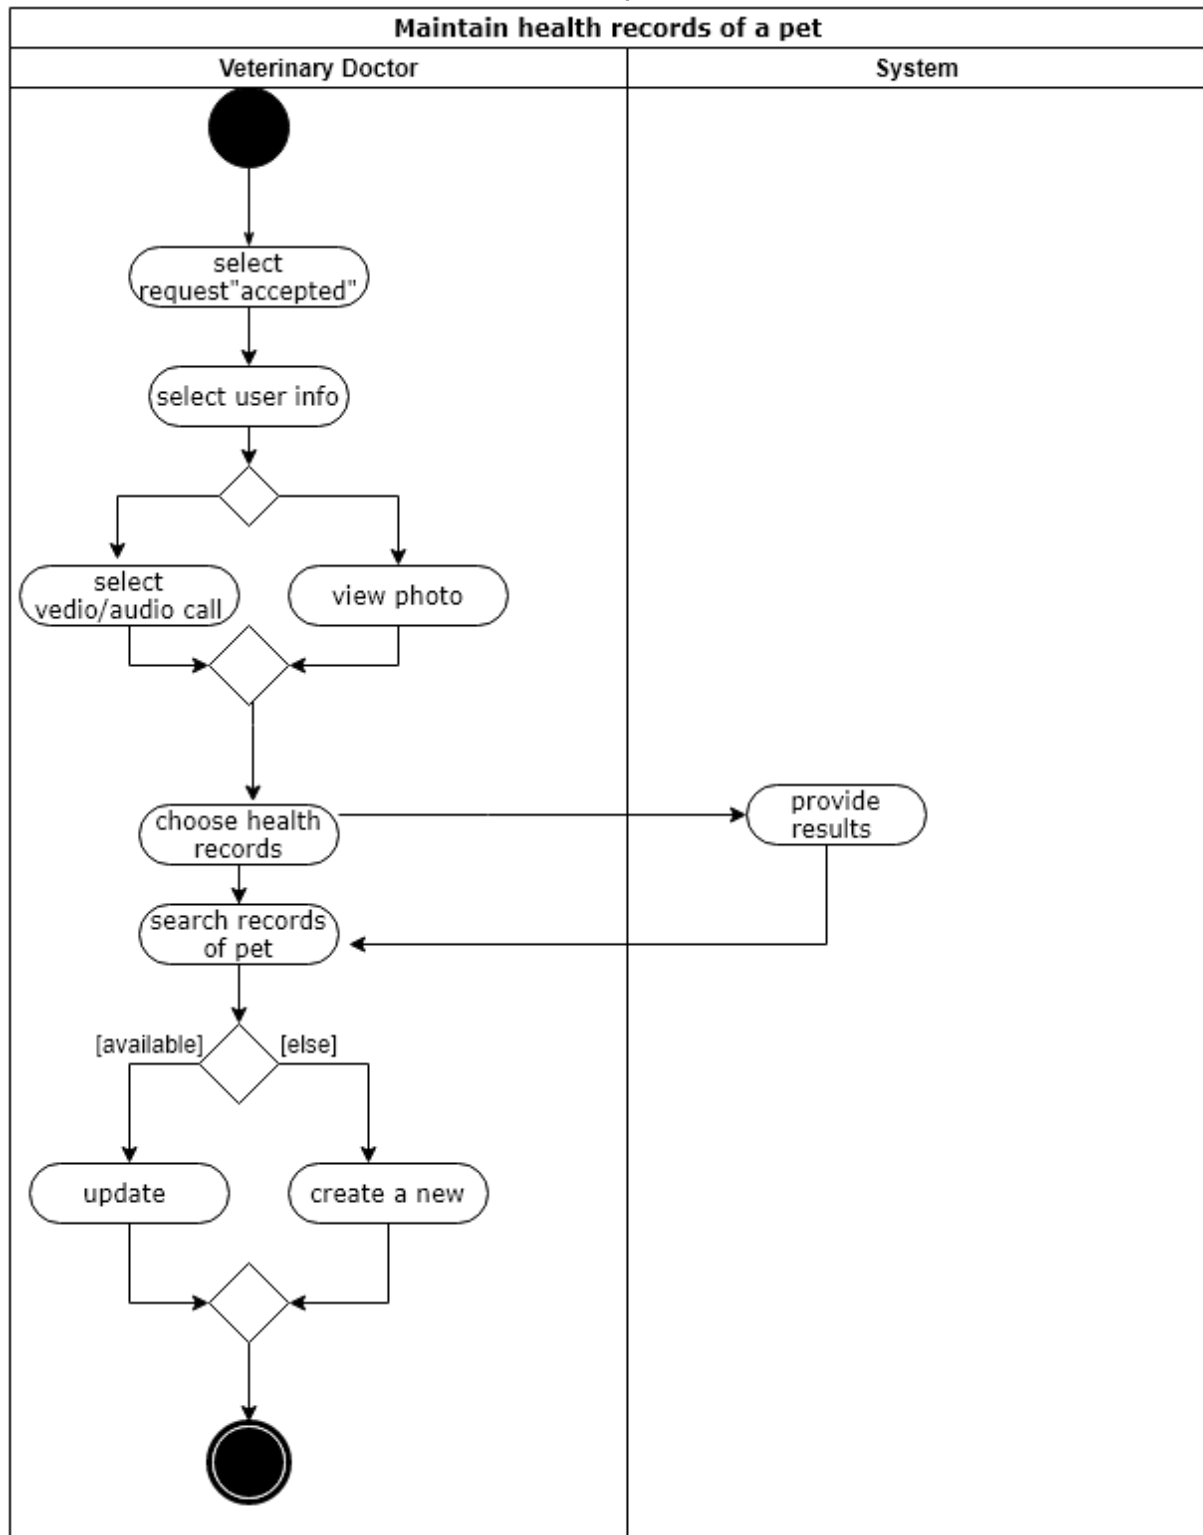 Maintain health records of a pet
Veterinary Doctor
System
select
request"accepted"
select user info
select
vedio/audio call
view photo
choose health
records
provide
results
search records
of pet
[available]
[else]
update
create a new